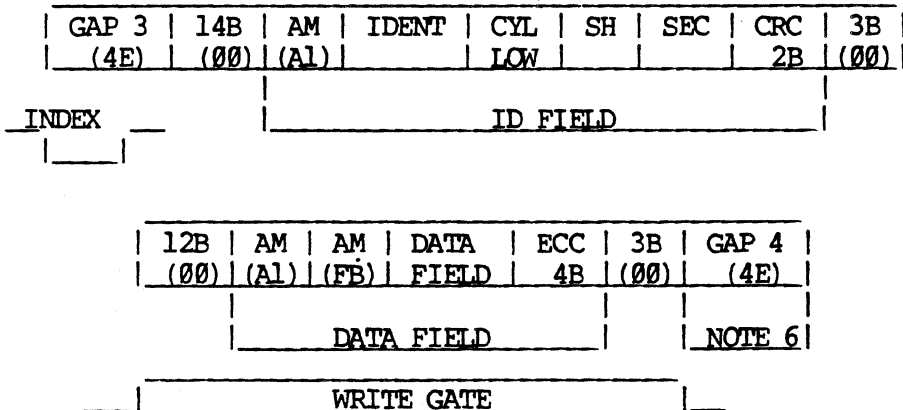 GAP 3 | 14B | AM | IDENT | CYL | SH | SEC | CRC | 3B
(4E) | (00) | (A1) | | LOW | | | 2B | (00)
INDEX
ID FIELD
12B | AM | AM | DATA | ECC | 3B | GAP 4
(00) | (A1) | (FB) | FIELD | 4B | (00) | (4E)
DATA FIELD
NOTE 6
WRITE GATE